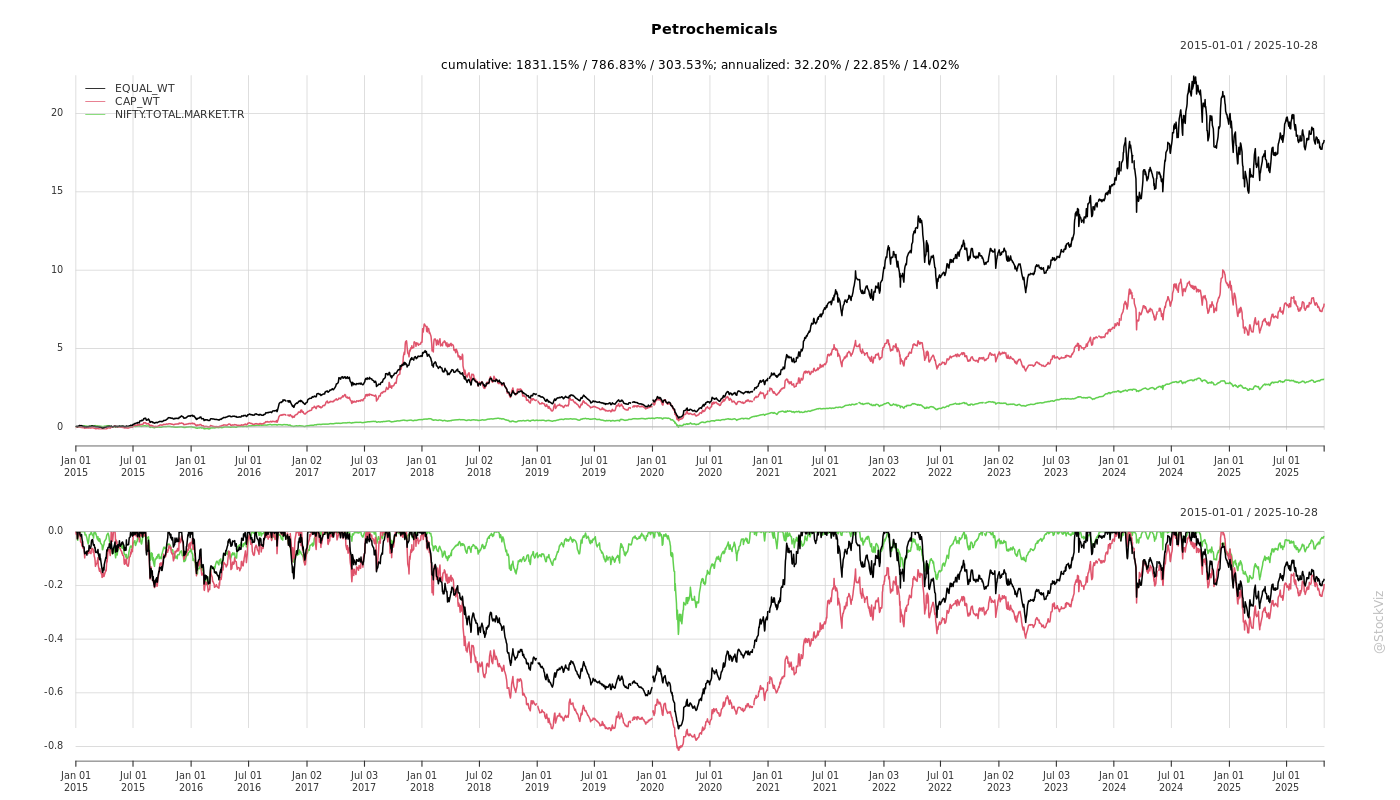 Petrochemicals
2015-01-01 / 2025-10-28
cumulative: 1831.15% / 786.83% / 303.53%; annualized: 32.20% / 22.85% / 14.02%
EQUAL_WT
CAP_WT
NIFTY.TOTAL.MARKET.TR
20
15
10
5
0
Jan 01 Jul 01 Jan 01 Jul 01 Jan 02 Jul 03 Jan 01 Jul 02 Jan 01 Jul 01 Jan 01 Jul 01 Jan 01 Jul 01 Jan 03 Jul 01 Jan 02 Jul 03 Jan 01 Jul 01 Jan 01 Jul 01
2015 2015 2016 2016 2017 2017 2018 2018 2019 2019 2020 2020 2021 2021 2022 2022 2023 2023 2024 2024 2025 2025
2015-01-01 / 2025-10-28
0.0
-0.2
-0.4
-0.6
-0.8
Jan 01 Jul 01 Jan 01 Jul 01 Jan 02 Jul 03 Jan 01 Jul 02 Jan 01 Jul 01 Jan 01 Jul 01 Jan 01 Jul 01 Jan 03 Jul 01 Jan 02 Jul 03 Jan 01 Jul 01 Jan 01 Jul 01
2015 2015 2016 2016 2017 2017 2018 2018 2019 2019 2020 2020 2021 2021 2022 2022 2023 2023 2024 2024 2025 2025
@StockViz